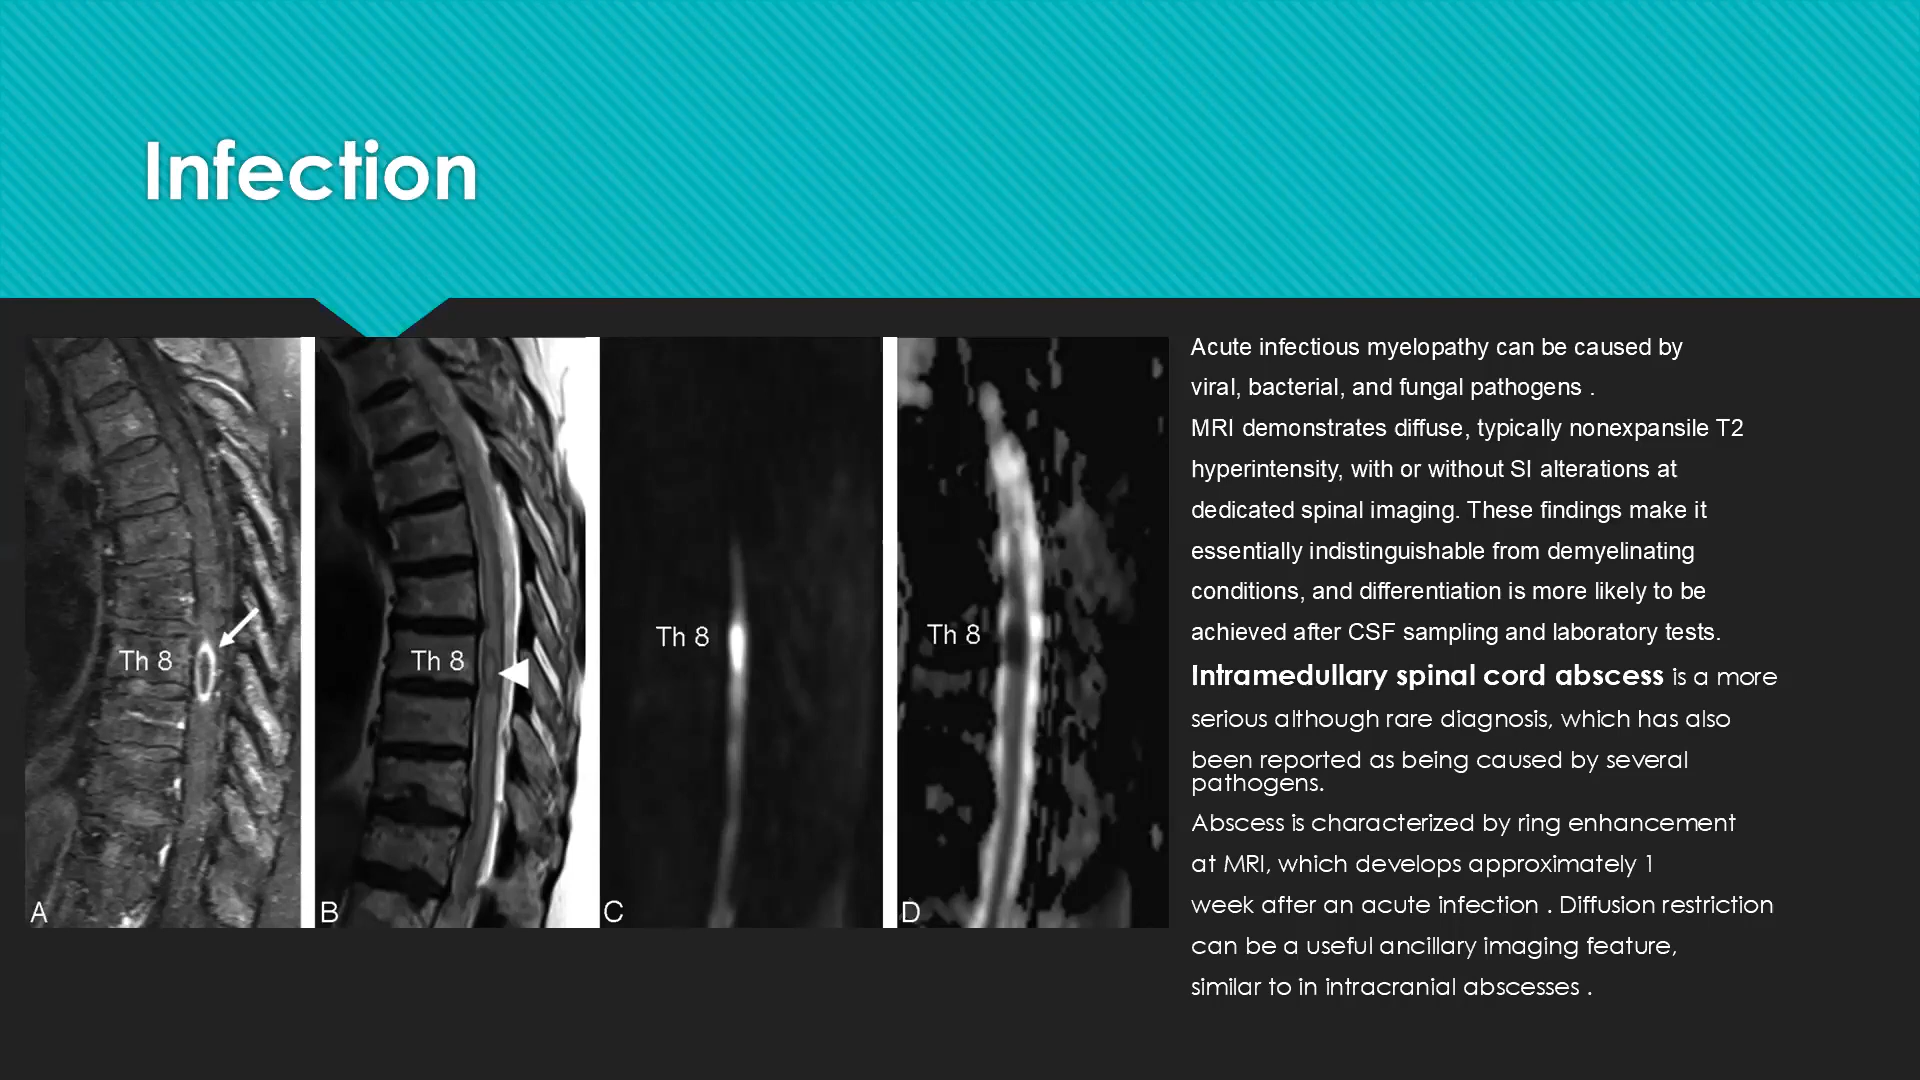 Infection
Th 8
A
Th 8
B
Th 8
C
Th 8
D
Acute infectious myelopathy can be caused by
viral, bacterial, and fungal pathogens .
MRI demonstrates diffuse, typically nonexpansile T2
hyperintensity, with or without SI alterations at
dedicated spinal imaging. These findings make it
essentially indistinguishable from demyelinating
conditions, and differentiation is more likely to be
achieved after CSF sampling and laboratory tests.
Intramedullary spinal cord abscess is a more
serious although rare diagnosis, which has also
been reported as being caused by several
pathogens.
Abscess is characterized by ring enhancement
at MRI, which develops approximately 1
week after an acute infection . Diffusion restriction
can be a useful ancillary imaging feature,
similar to in intracranial abscesses .